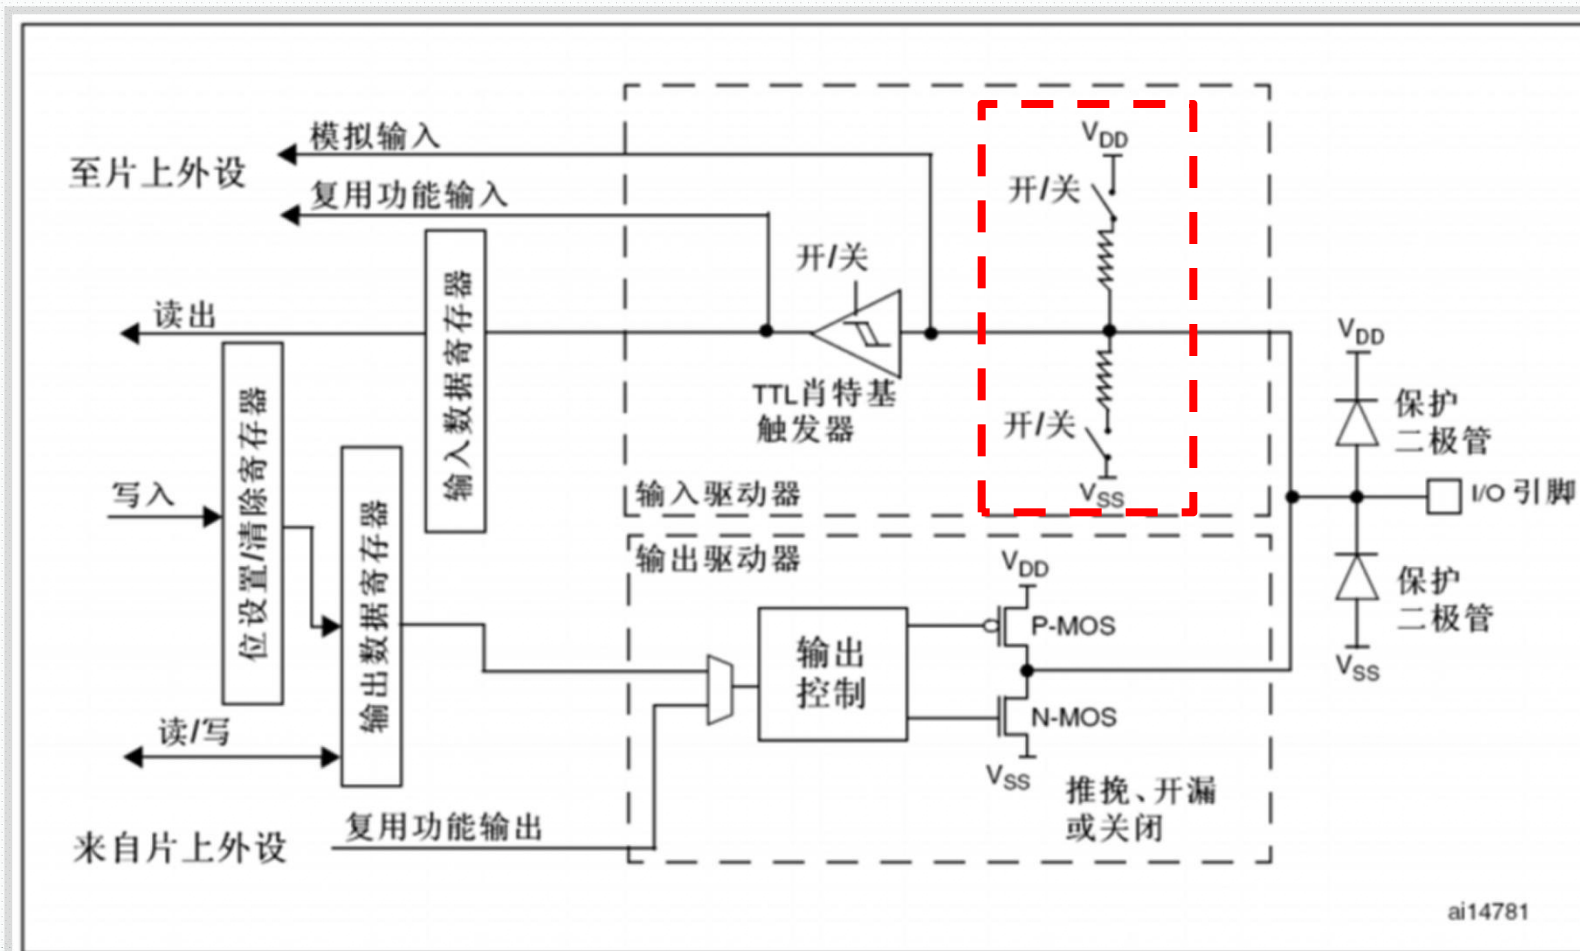 模拟输入
至片上外设
复用功能输入
VDD
开/关
开/关
读出
输入数据寄存器
TTL肖特基
触发器
开/关
VSS
输入驱动器
VDD
保护
二极管
I/O 引脚
保护
二极管
VSS
位设置/清除寄存器
写入
输出数据寄存器
读/写
输出驱动器
VDD
P-MOS
输出
控制
N-MOS
VSS
推挽、开漏
或关闭
复用功能输出
来自片上外设
ai14781